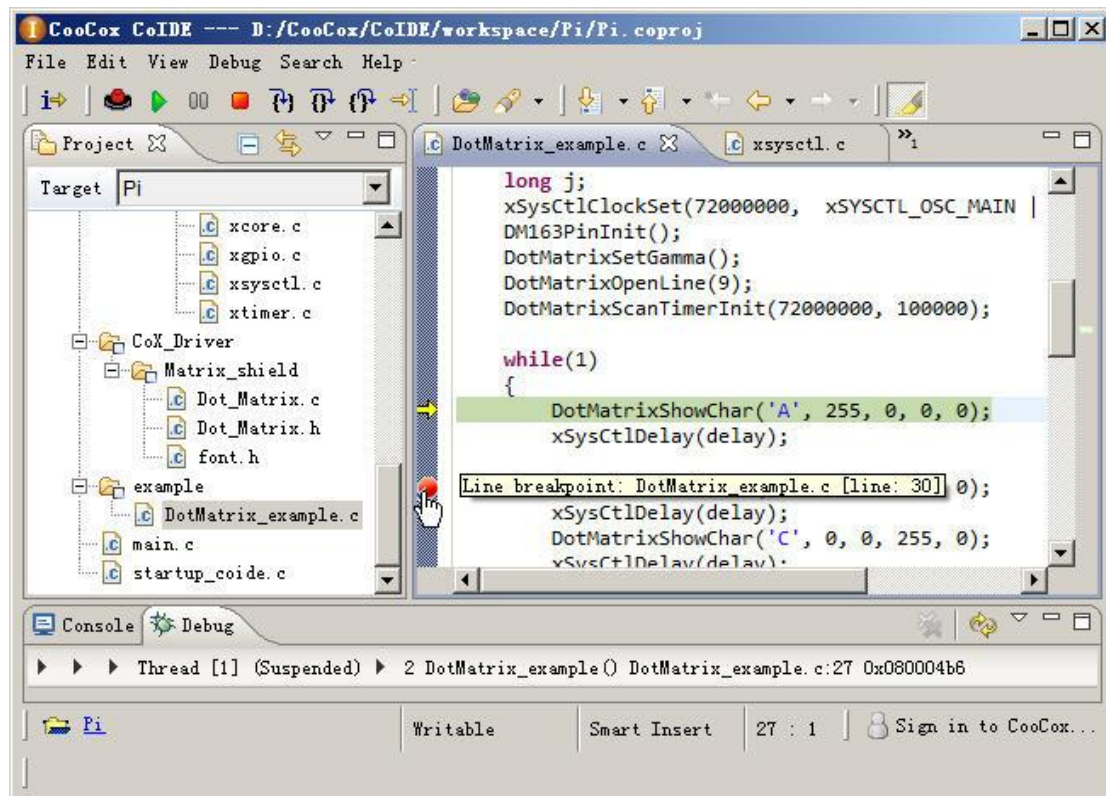 CooCox CoIDE --- D:/CooCox/CoIDE/workspace/Pi/Pi.coproj
File Edit View Debug Search Help
Project
Target Pi
xcore.c
xgpio.c
xsysctl.c
xtimer.c
CoX_Driver
Matrix_shield
Dot_Matrix.c
Dot_Matrix.h
font.h
example
DotMatrix_example.c
main.c
startup_coide.c
DotMatrix_example.c xsysctl.c »1
long j;
xSysCtlClockSet(72000000, xSYSCTL_OSC_MAIN |
DM163PinInit();
DotMatrixSetGamma();
DotMatrixOpenLine(9);
DotMatrixScanTimerInit(72000000, 100000);
while(1)
{
DotMatrixShowChar('A', 255, 0, 0, 0);
xSysCtlDelay(delay);
Line breakpoint: DotMatrix_example.c [line: 30] 0);
xSysCtlDelay(delay);
DotMatrixShowChar('C', 0, 0, 255, 0);
xSysCtlDelay(delay);
Console Debug
Thread [1] (Suspended) 2 DotMatrix_example() DotMatrix_example.c:27 0x080004b6
Pi Writable Smart Insert 27 : 1 Sign in to CooCox...